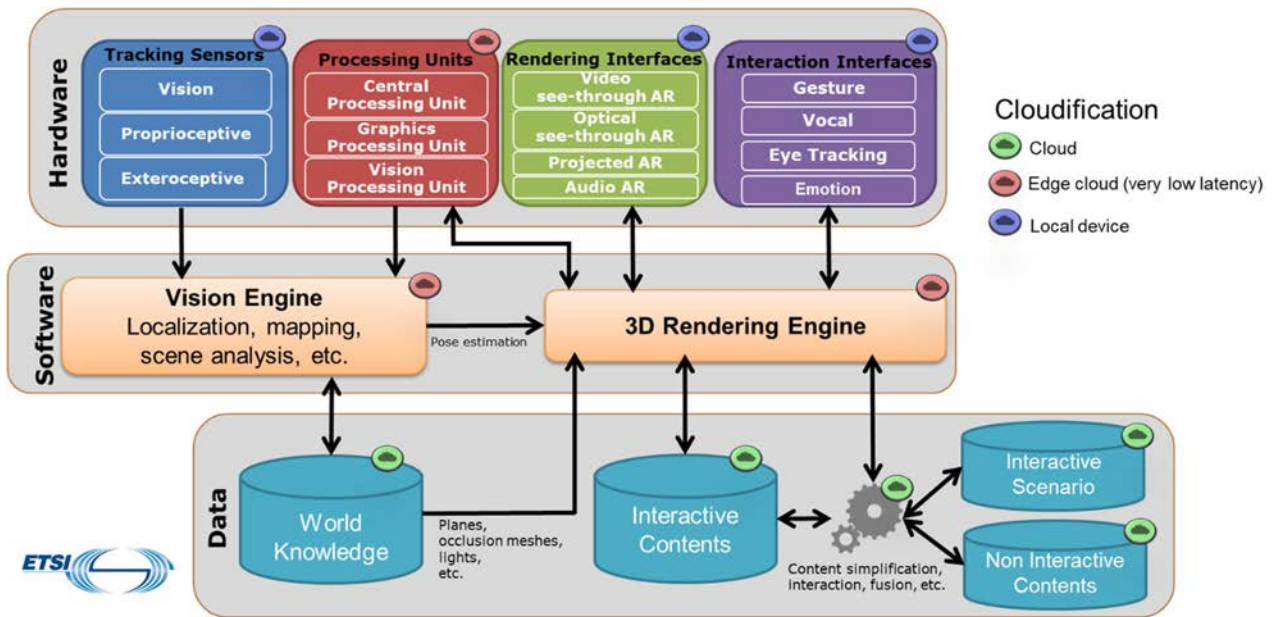 Hardware
Tracking Sensors
Vision
Proprioceptive
Exteroceptive
Processing Units
Central
Processing Unit
Graphics
Processing Unit
Vision
Processing Unit
Rendering Interfaces
Video
see-through AR
Optical
see-through AR
Projected AR
Audio AR
Interaction Interfaces
Gesture
Vocal
Eye Tracking
Emotion
Cloudification
Cloud
Edge cloud (very low latency)
Local device
Software
Vision Engine
Localization, mapping,
scene analysis, etc.
Pose estimation
3D Rendering Engine
Data
World
Knowledge
Planes,
occlusion meshes,
lights,
etc.
Interactive
Contents
Content simplification,
interaction, fusion, etc.
Interactive
Scenario
Non Interactive
Contents
ETSI